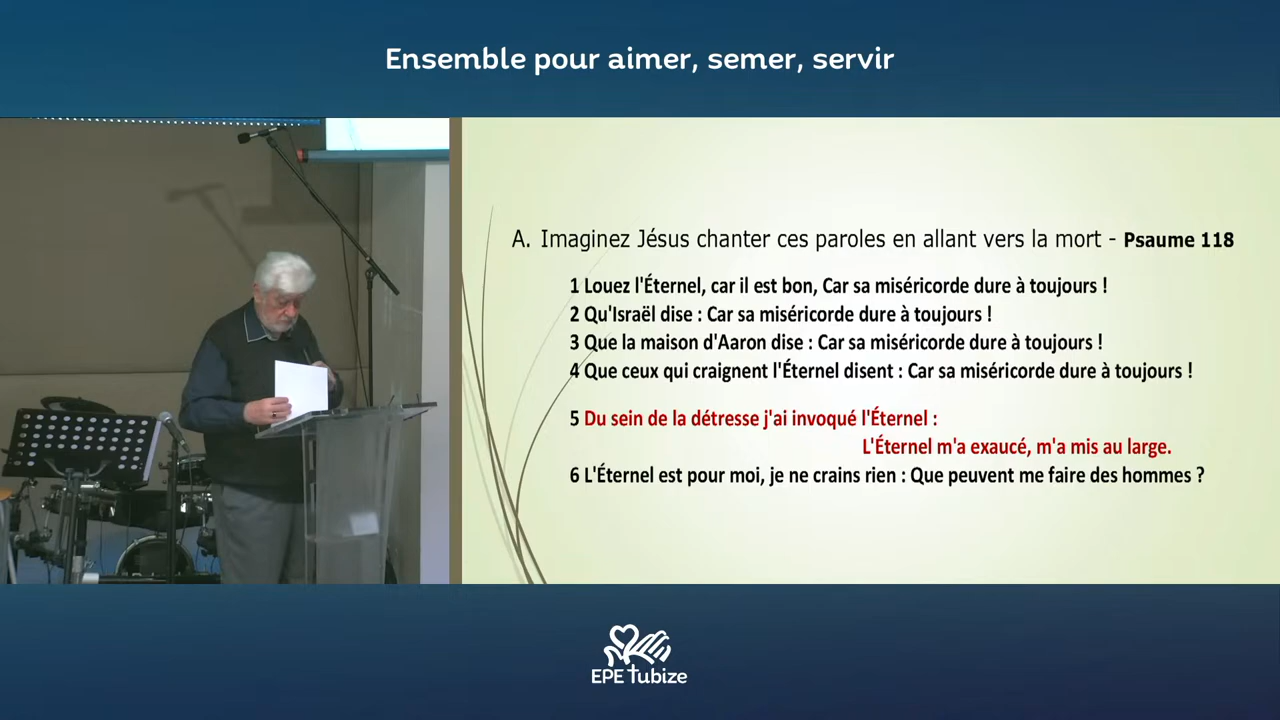 Ensemble pour aimer, semer, servir
A. Imaginez Jésus chanter ces paroles en allant vers la mort - Psaume 118
1 Louez l'Éternel, car il est bon, Car sa miséricorde dure à toujours !
2 Qu'Israël dise : Car sa miséricorde dure à toujours !
3 Que la maison d'Aaron dise : Car sa miséricorde dure à toujours !
4 Que ceux qui craignent l'Éternel disent : Car sa miséricorde dure à toujours !
5 Du sein de la détresse j'ai invoqué l'Éternel :
L'Éternel m'a exaucé, m'a mis au large.
6 L'Éternel est pour moi, je ne crains rien : Que peuvent me faire des hommes ?
EPE Tubize